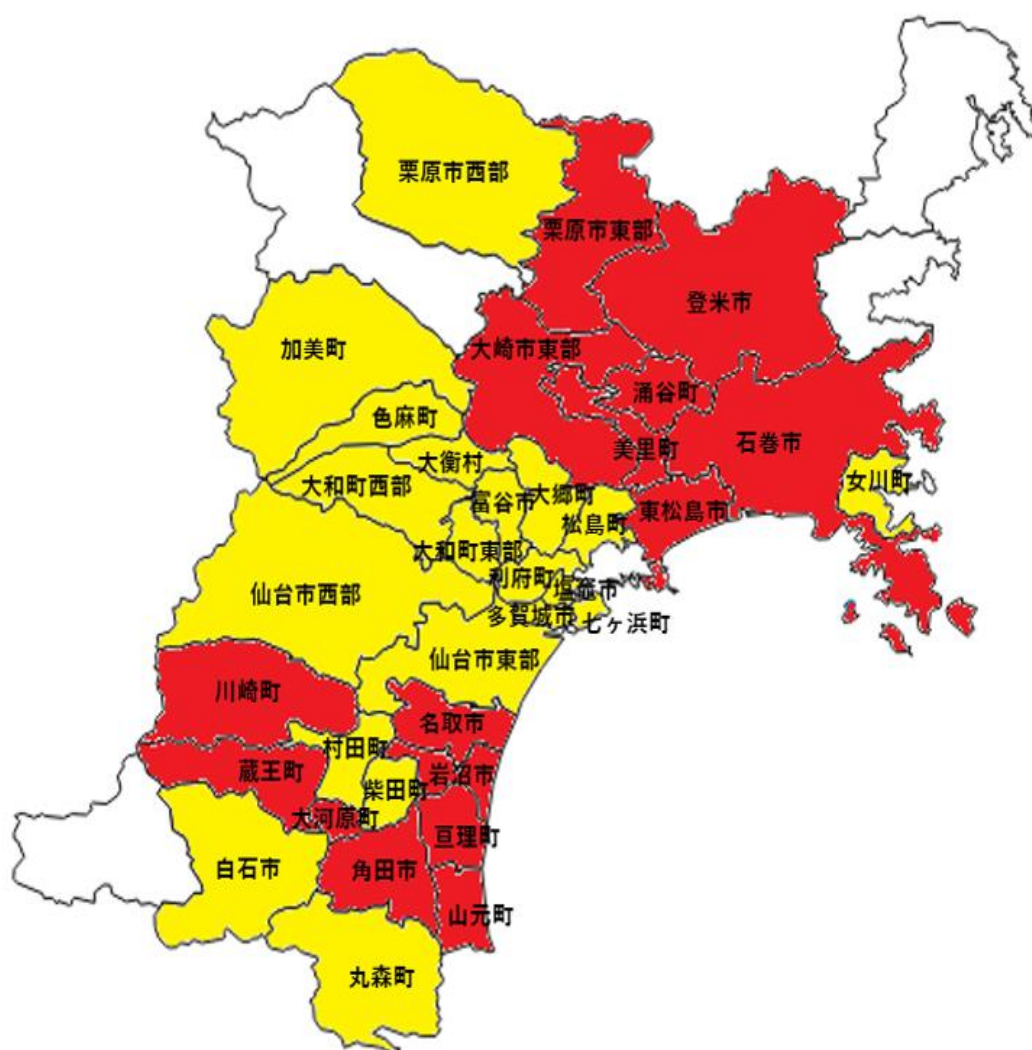 栗原市西部
栗原市東部
登米市
加美町
大崎市東部
涌谷町
色麻町
美里町
石巻市
大衡村
大和町西部
富谷市
大郷町
松島町
東松島市
女川町
大和町東部
利府町
塩竈市
仙台市西部
多賀城市
七ヶ浜町
仙台市東部
川崎町
名取市
村田町
蔵王町
岩沼市
柴田町
大河原町
亘理町
白石市
角田市
山元町
丸森町